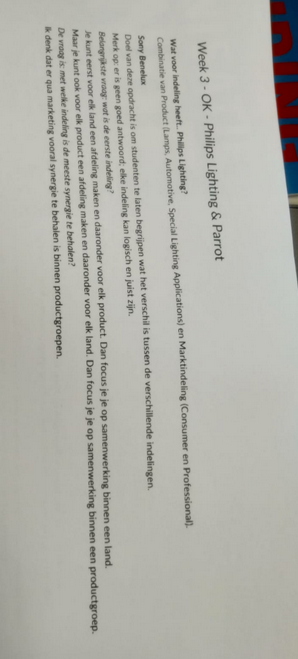 Week 3 - OK - Philips Lighting & Parrot
Wat voor indeling heeft.. Philips Lighting?
Combinatie van Product (Lamps, Automotive, Special Lighting Applications) en Marktindeling (Consumer en Professional).
Sony Benelux
Doel van deze opdracht is om studenten te laten begrijpen wat het verschil is tussen de verschillende indelingen.
Merk op: er is geen goed antwoord: elke indeling kan logisch en juist zijn.
Belangrijkste vraag: wat is de eerste indeling?
Je kunt eerst voor elk land een afdeling maken en daaronder voor elk product. Dan focus je je op samenwerking binnen een land.
Maar je kunt ook voor elk product een afdeling maken en daaronder voor elk land. Dan focus je je op samenwerking binnen een productgroep.
De vraag is: met welke indeling is de meeste synergie te behalen?
Ik denk dat er qua marketing vooral synergie te behalen is binnen productgroepen.